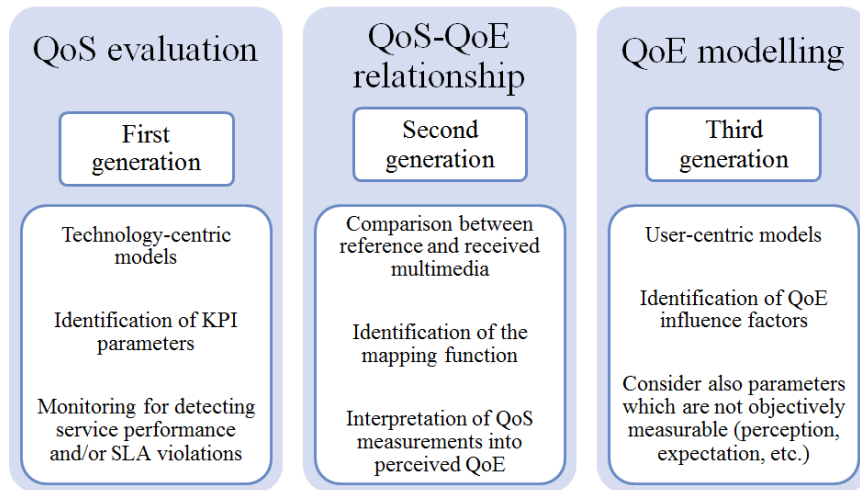 QoS evaluation
First
generation
Technology-centric
models
Identification of KPI
parameters
Monitoring for detecting
service performance
and/or SLA violations
QoS-QoE
relationship
Second
generation
Comparison between
reference and received
multimedia
Identification of the
mapping function
Interpretation of QoS
measurements into
perceived QoE
QoE modelling
Third
generation
User-centric models
Identification of QoE
influence factors
Consider also parameters
which are not objectively
measurable (perception,
expectation, etc.)